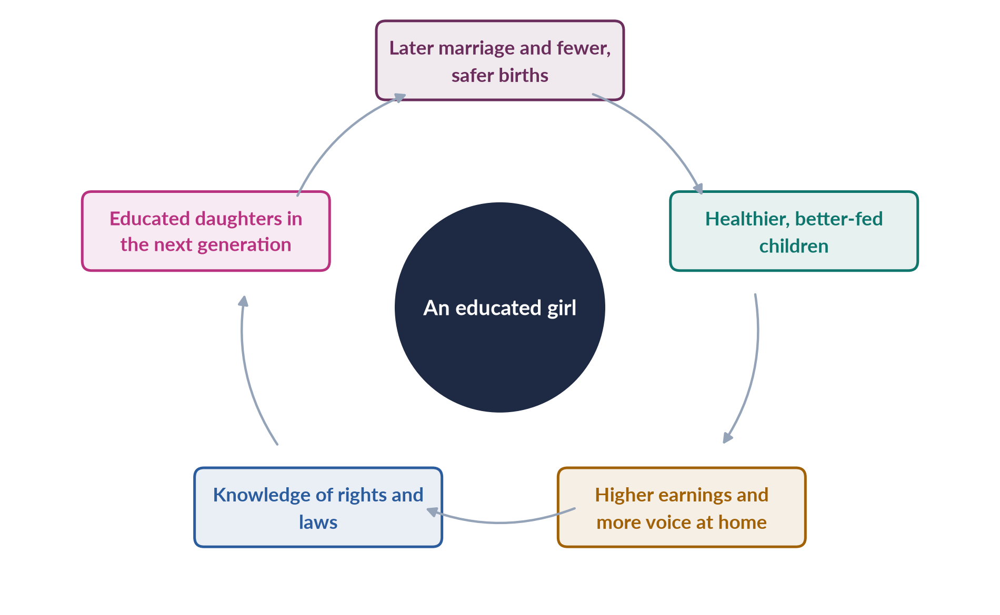 Later marriage and fewer,
safer births
Healthier, better-fed
children
Higher earnings and
more voice at home
Knowledge of rights and
laws
Educated daughters in
the next generation
An educated girl